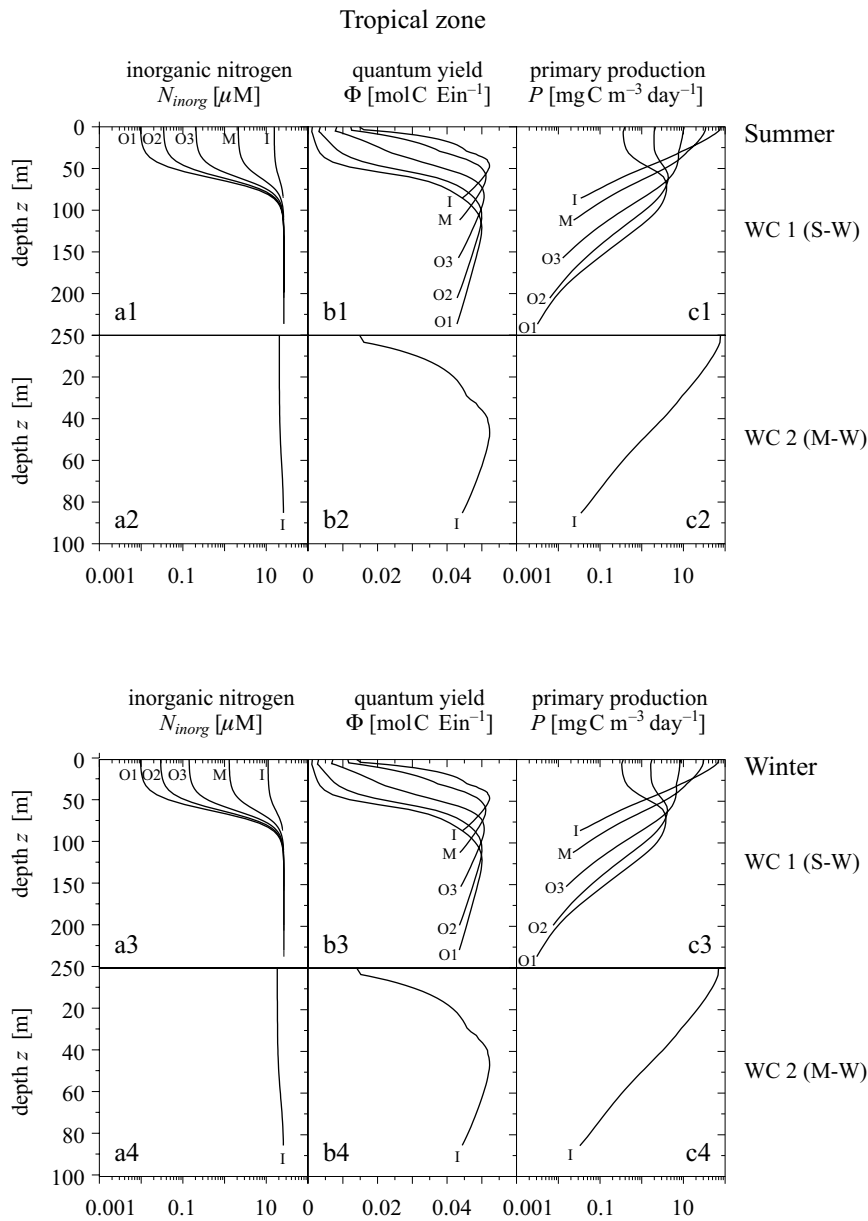 Tropical zone
inorganic nitrogen
N_inorg [μM]
quantum yield
Φ [mol C Ein⁻¹]
primary production
P [mg C m⁻³ day⁻¹]
Summer
WC 1 (S-W)
depth z [m]
0
50
100
150
200
250
O1 O2 O3 M I
a1
I
M
O3
O2
O1
b1
I
M
O3
O2
O1
c1
WC 2 (M-W)
depth z [m]
20
40
60
80
100
I
a2
I
b2
I
c2
0.001 0.1 10 0 0.02 0.04 0.001 0.1 10
inorganic nitrogen
N_inorg [μM]
quantum yield
Φ [mol C Ein⁻¹]
primary production
P [mg C m⁻³ day⁻¹]
Winter
WC 1 (S-W)
depth z [m]
0
50
100
150
200
250
O1 O2 O3 M I
a3
I
M
O3
O2
O1
b3
I
M
O3
O2
O1
c3
WC 2 (M-W)
depth z [m]
20
40
60
80
100
I
a4
I
b4
I
c4
0.001 0.1 10 0 0.02 0.04 0.001 0.1 10